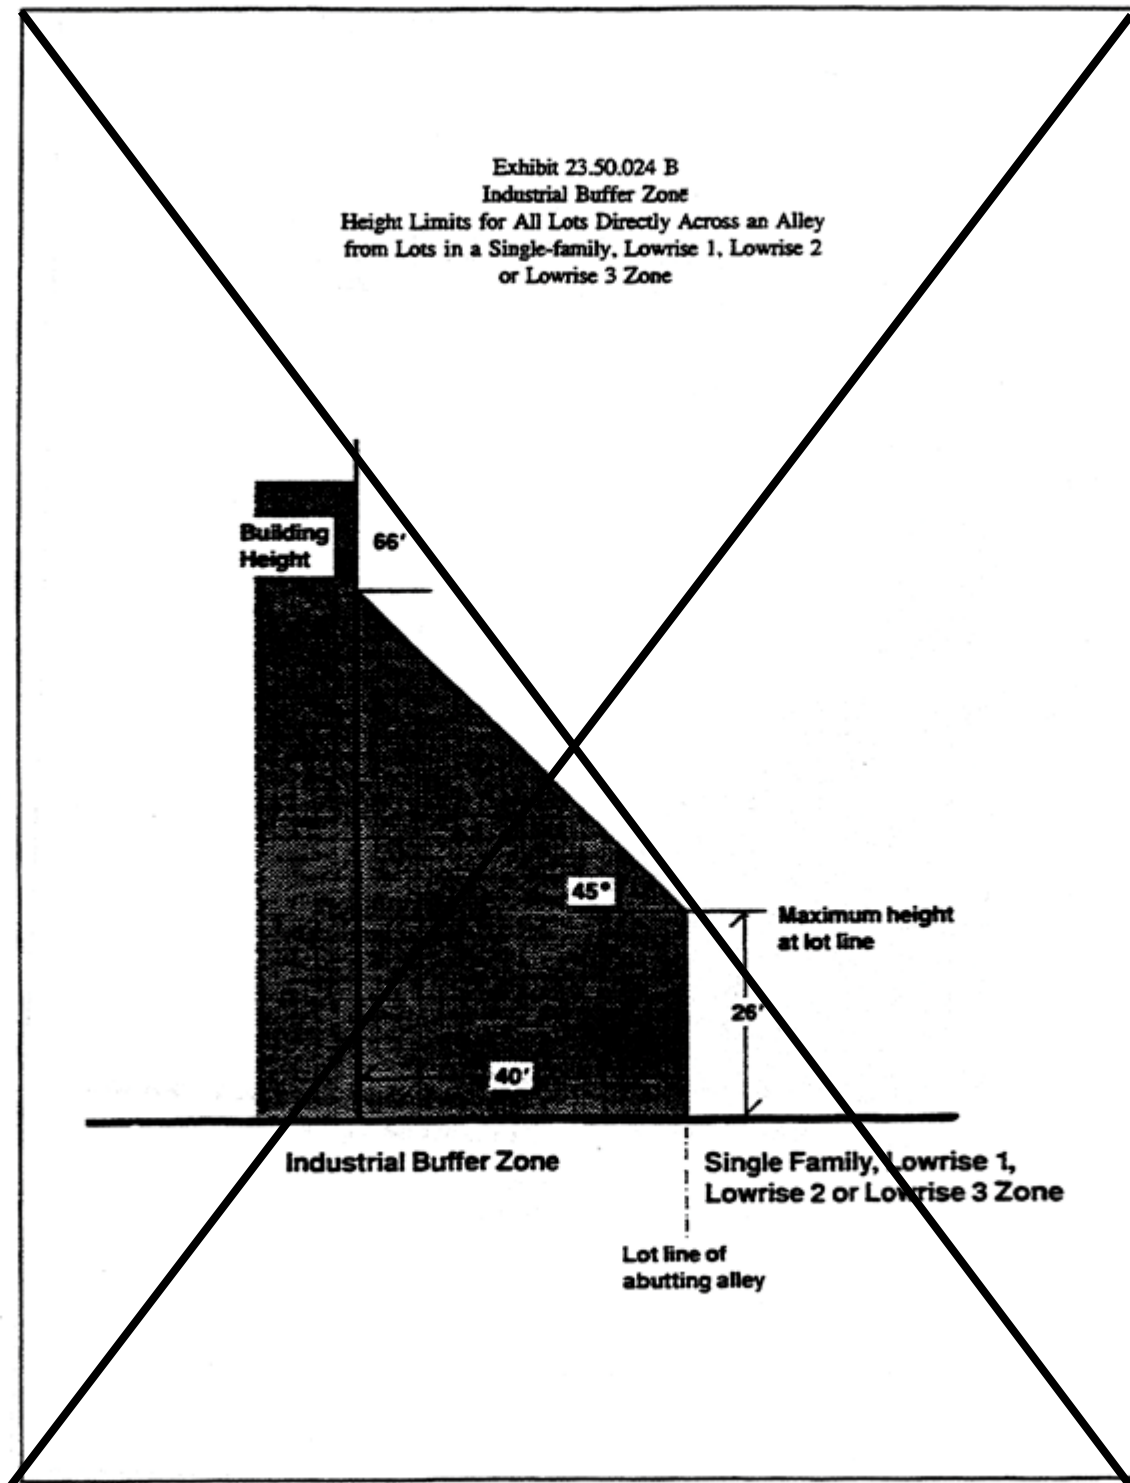 Exhibit 23.50.024 B
Industrial Buffer Zone
Height Limits for All Lots Directly Across an Alley
from Lots in a Single-family, Lowrise 1, Lowrise 2
or Lowrise 3 Zone
Building
Height
66'
45°
Maximum height
at lot line
26'
40'
Industrial Buffer Zone
Single Family, Lowrise 1,
Lowrise 2 or Lowrise 3 Zone
Lot line of
abutting alley